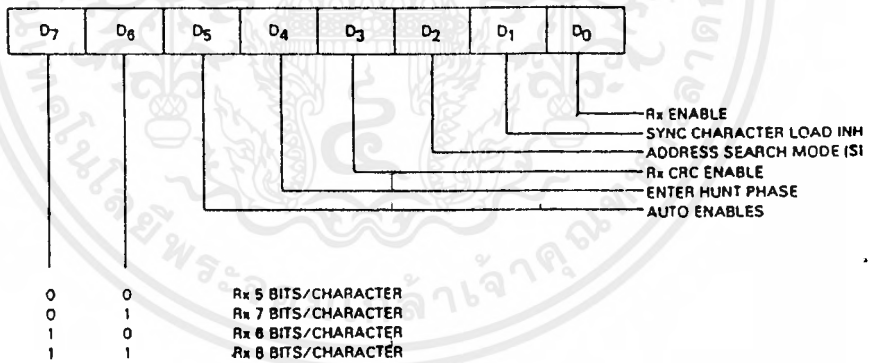 D7 D6 D5 D4 D3 D2 D1 D0
Rx ENABLE
SYNC CHARACTER LOAD INH
ADDRESS SEARCH MODE (SI
Rx CRC ENABLE
ENTER HUNT PHASE
AUTO ENABLES
0 0 Rx 5 BITS/CHARACTER
0 1 Rx 7 BITS/CHARACTER
1 0 Rx 6 BITS/CHARACTER
1 1 Rx 8 BITS/CHARACTER